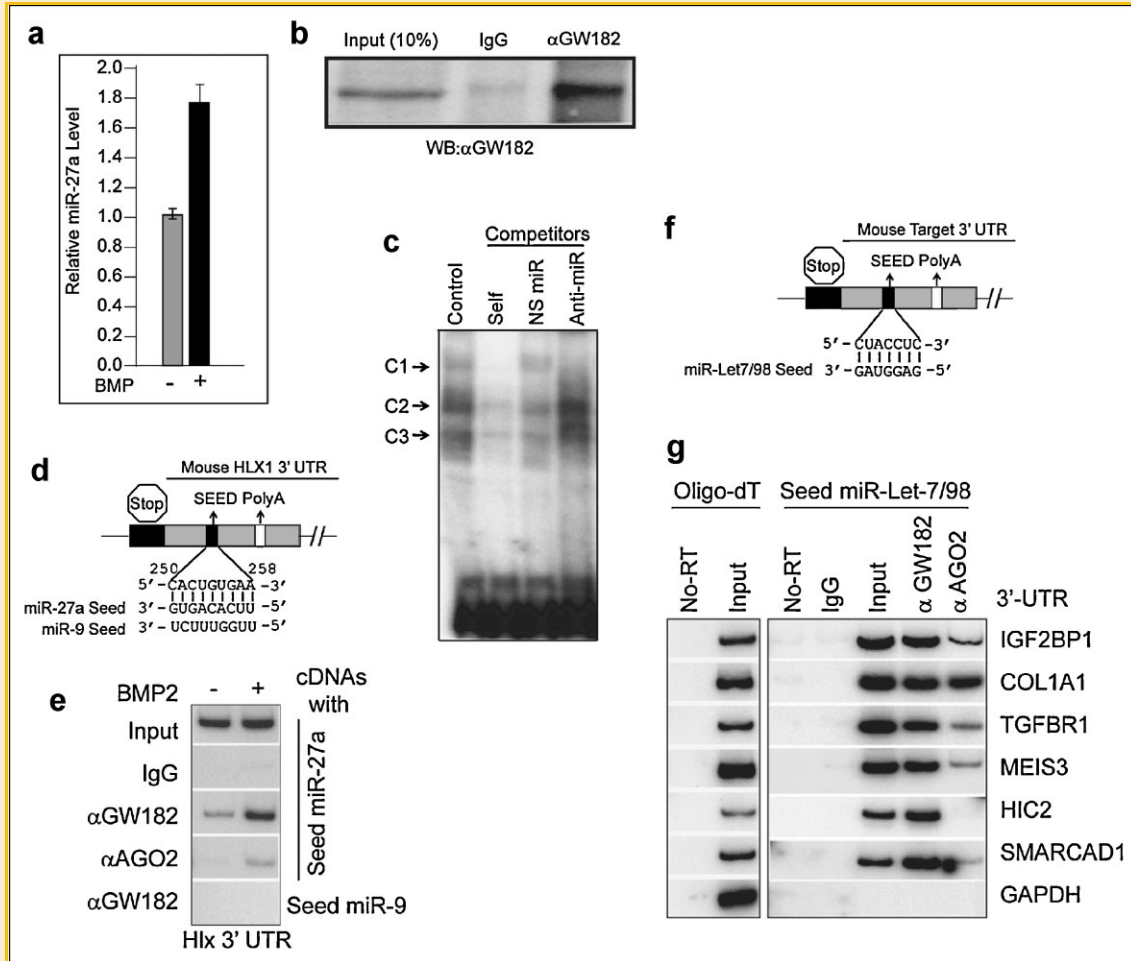 a
Relative miR-27a Level
2.0
1.8
1.6
1.4
1.2
1.0
0.8
0.6
0.4
0.2
0.0
BMP - +
b
Input (10%) IgG αGW182
WB:αGW182
c
Competitors
Control Self NS miR Anti-miR
C1
C2
C3
d
Mouse HLX1 3' UTR
Stop SEED PolyA
250 258
5'-CACTGUGAA-3'
miR-27a Seed 3'-GUGACACUU-5'
miR-9 Seed 3'-UCUUUGGUU-5'
e
BMP2 - + cDNAs with
Input
IgG
αGW182
αAGO2
Seed miR-27a
αGW182 Seed miR-9
Hlx 3' UTR
f
Mouse Target 3' UTR
Stop SEED PolyA
5'-CUACCUC-3'
miR-Let7/98 Seed 3'-GAUGGAG-5'
g
Oligo-dT Seed miR-Let-7/98
No-RT Input No-RT IgG Input α GW182 α AGO2 3'-UTR
IGF2BP1
COL1A1
TGFBR1
MEIS3
HIC2
SMARCAD1
GAPDH